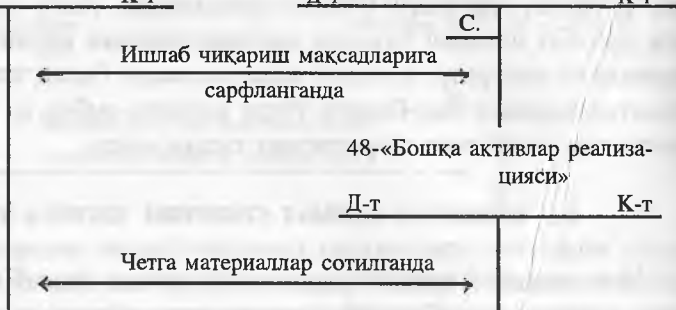 К-т Д-т К-т
С.
Ишлаб чиқариш мақсадларига
сарфланганда
48-«Бошқа активлар реализа-
цияси»
Д-т К-т
Четга материаллар сотилганда